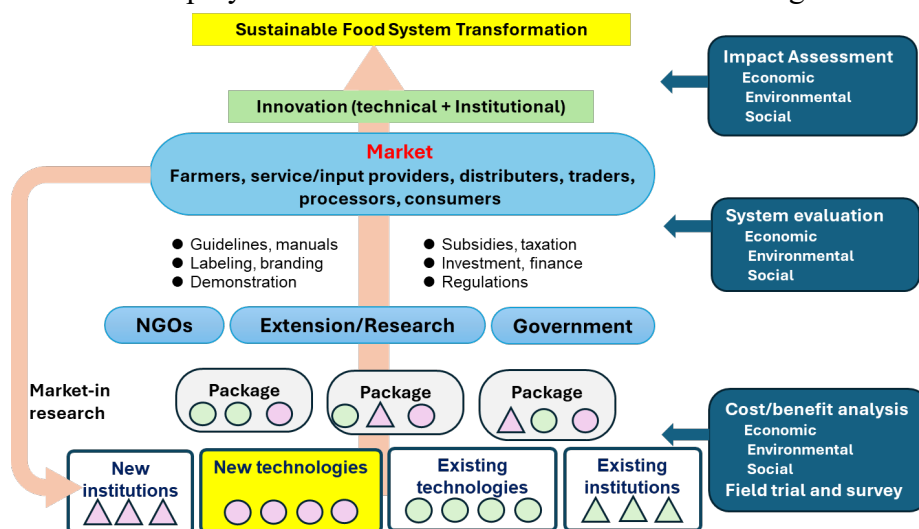 Sustainable Food System Transformation
Impact Assessment
Economic
Environmental
Social
Innovation (technical + Institutional)
Market
Farmers, service/input providers, distributers, traders,
processors, consumers
System evaluation
Economic
Environmental
Social
● Guidelines, manuals
● Labeling, branding
● Demonstration
● Subsidies, taxation
● Investment, finance
● Regulations
NGOs
Extension/Research
Government
Market-in
research
Package
Package
Package
Cost/benefit analysis
Economic
Environmental
Social
Field trial and survey
New
institutions
New technologies
Existing
technologies
Existing
institutions